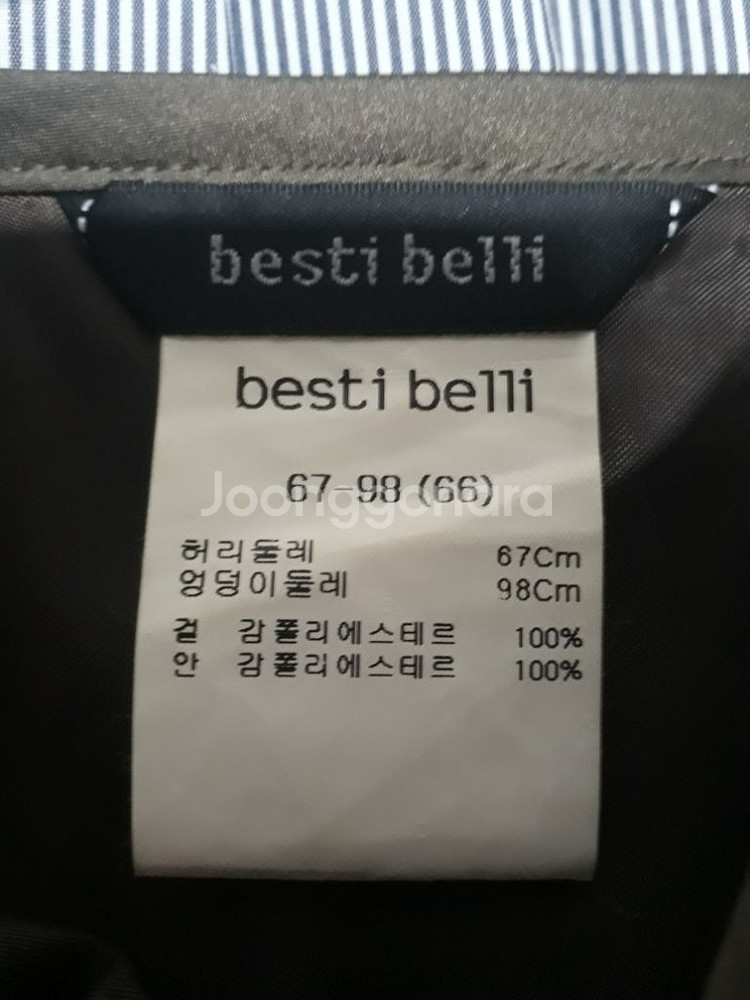 besti belli
besti belli
67-98 (66)
Joonggonara
허리둘레 67Cm
엉덩이둘레 98Cm
겉 감폴리에스테르 100%
안 감폴리에스테르 100%